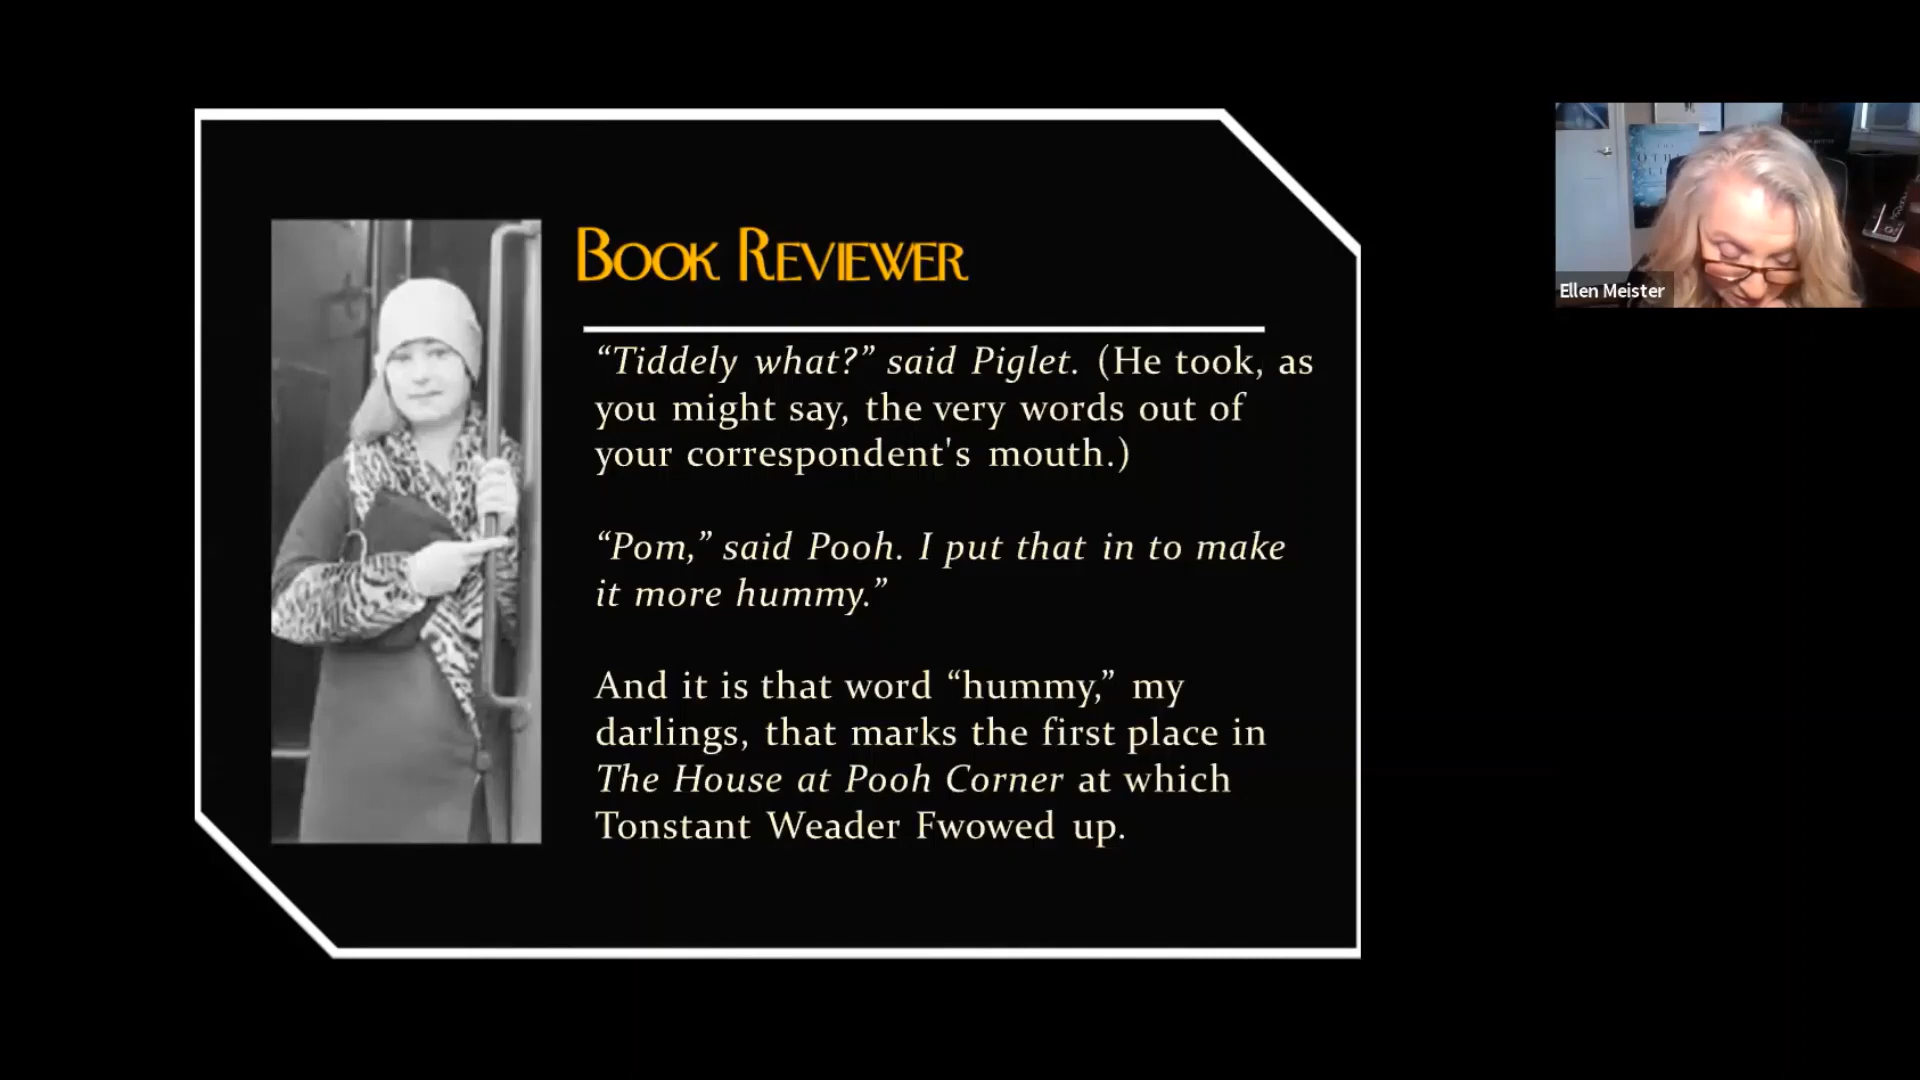 BOOK REVIEWER
“Tiddely what?” said Piglet. (He took, as
you might say, the very words out of
your correspondent's mouth.)
“Pom,” said Pooh. I put that in to make
it more hummy.”
And it is that word “hummy,” my
darlings, that marks the first place in
The House at Pooh Corner at which
Tonstant Weader Fwowed up.
Ellen Meister